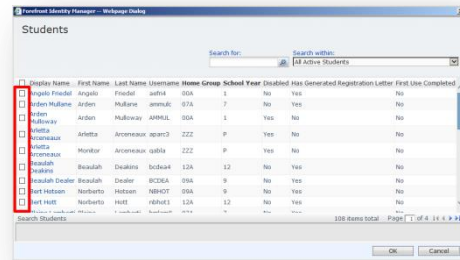 Forefront Identity Manager -- Webpage Dialog
Students
Search for: Search within:
All Active Students
Display Name First Name Last Name Username Home Group School Year Disabled Has Generated Registration Letter First Use Completed
Angelo Friedel Angelo Friedel 00A 1 No Yes No
Arden Mullane Arden Mullane ammulc 07A 7 No Yes No
Arden Mulloway Arden Mulloway AMMUL 00A 1 Yes No No
Arletta Arceneaux Arletta Arceneaux aparc3 ZZZ P Yes No No
Arletta Arceneaux Monitor Arceneaux qabla ZZZ P Yes No No
Beaulah Deakins Beaulah Deakins bcdea4 12A 12 No Yes No
Beaulah Dealer Beaulah Dealer BCDEA 09A 9 No Yes No
Bert Hotsen Norberto Hotsen NBHOT 09A 9 No Yes No
Bert Hott Norberto Hott nbhot1 12A 12 No Yes No
Search Students 108 items total Page 1 of 4
OK Cancel